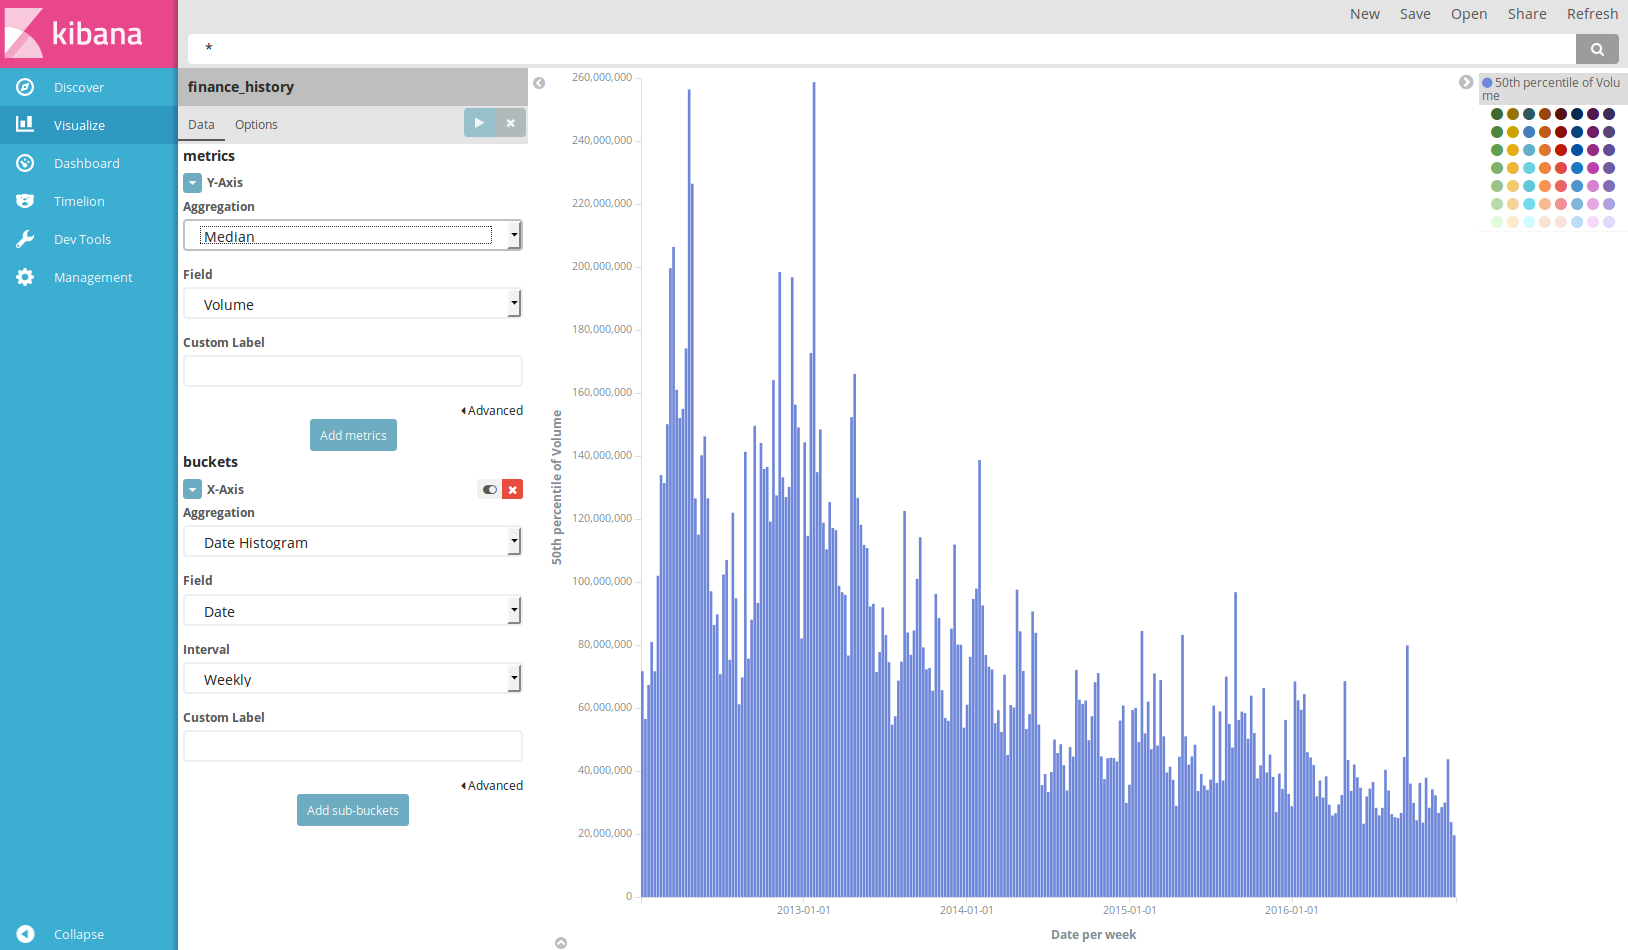 kibana
New Save Open Share Refresh
*
Discover
Visualize
Dashboard
Timelion
Dev Tools
Management
Collapse
finance_history
Data Options
metrics
Y-Axis
Aggregation
Median
Field
Volume
Custom Label
Advanced
Add metrics
buckets
X-Axis
Aggregation
Date Histogram
Field
Date
Interval
Weekly
Custom Label
Advanced
Add sub-buckets
50th percentile of Volume
260,000,000
240,000,000
220,000,000
200,000,000
180,000,000
160,000,000
140,000,000
120,000,000
100,000,000
80,000,000
60,000,000
40,000,000
20,000,000
0
2013-01-01 2014-01-01 2015-01-01 2016-01-01
Date per week
50th percentile of Volu
me